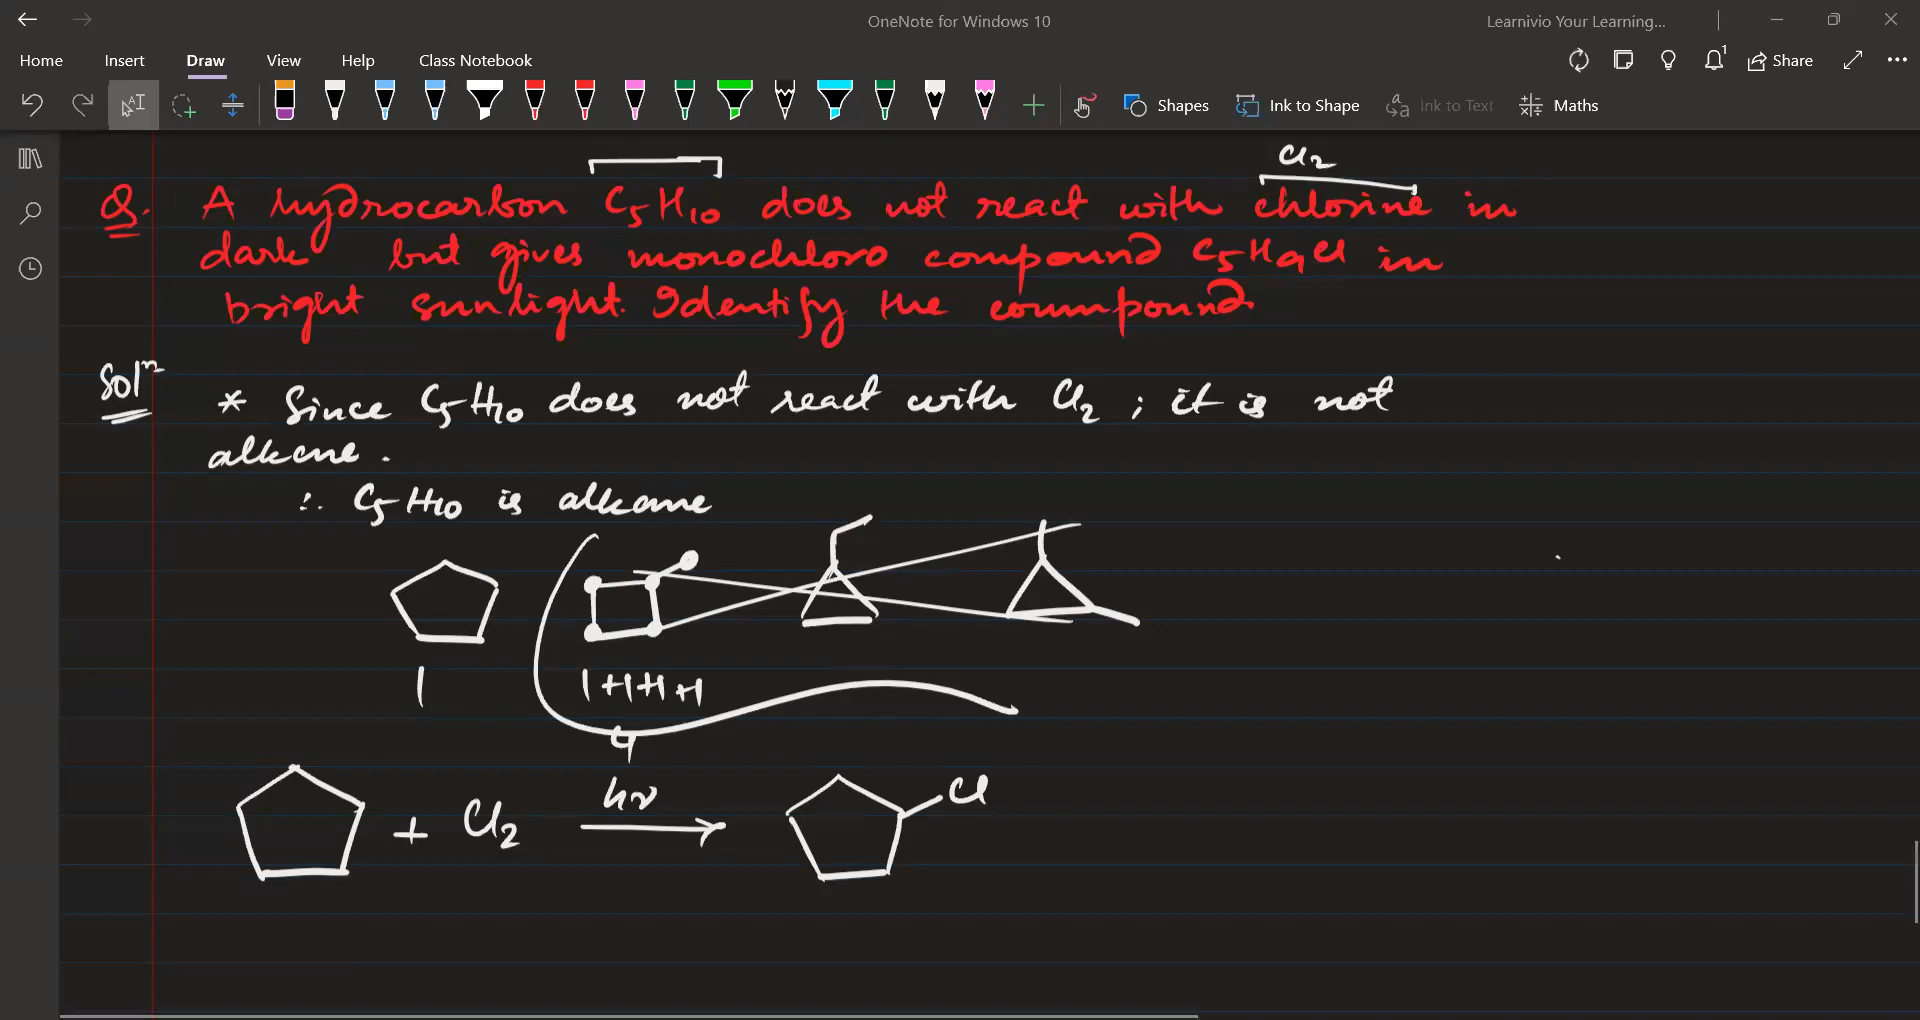 OneNote for Windows 10
Learnivio Your Learning...
Home Insert Draw View Help Class Notebook
1
Share
Shapes Ink to Shape Ink to Text Maths
Cl2
Q. A hydrocarbon C5H10 does not react with chlorine in
dark but gives monochloro compound C5H9Cl in
bright sunlight. Identify the coumpound.
Solⁿ
* Since C5H10 does not react with Cl2 ; it is not
alkene.
∴ C5H10 is alkane
1 1+1+1+1
4
+ Cl2 hν Cl